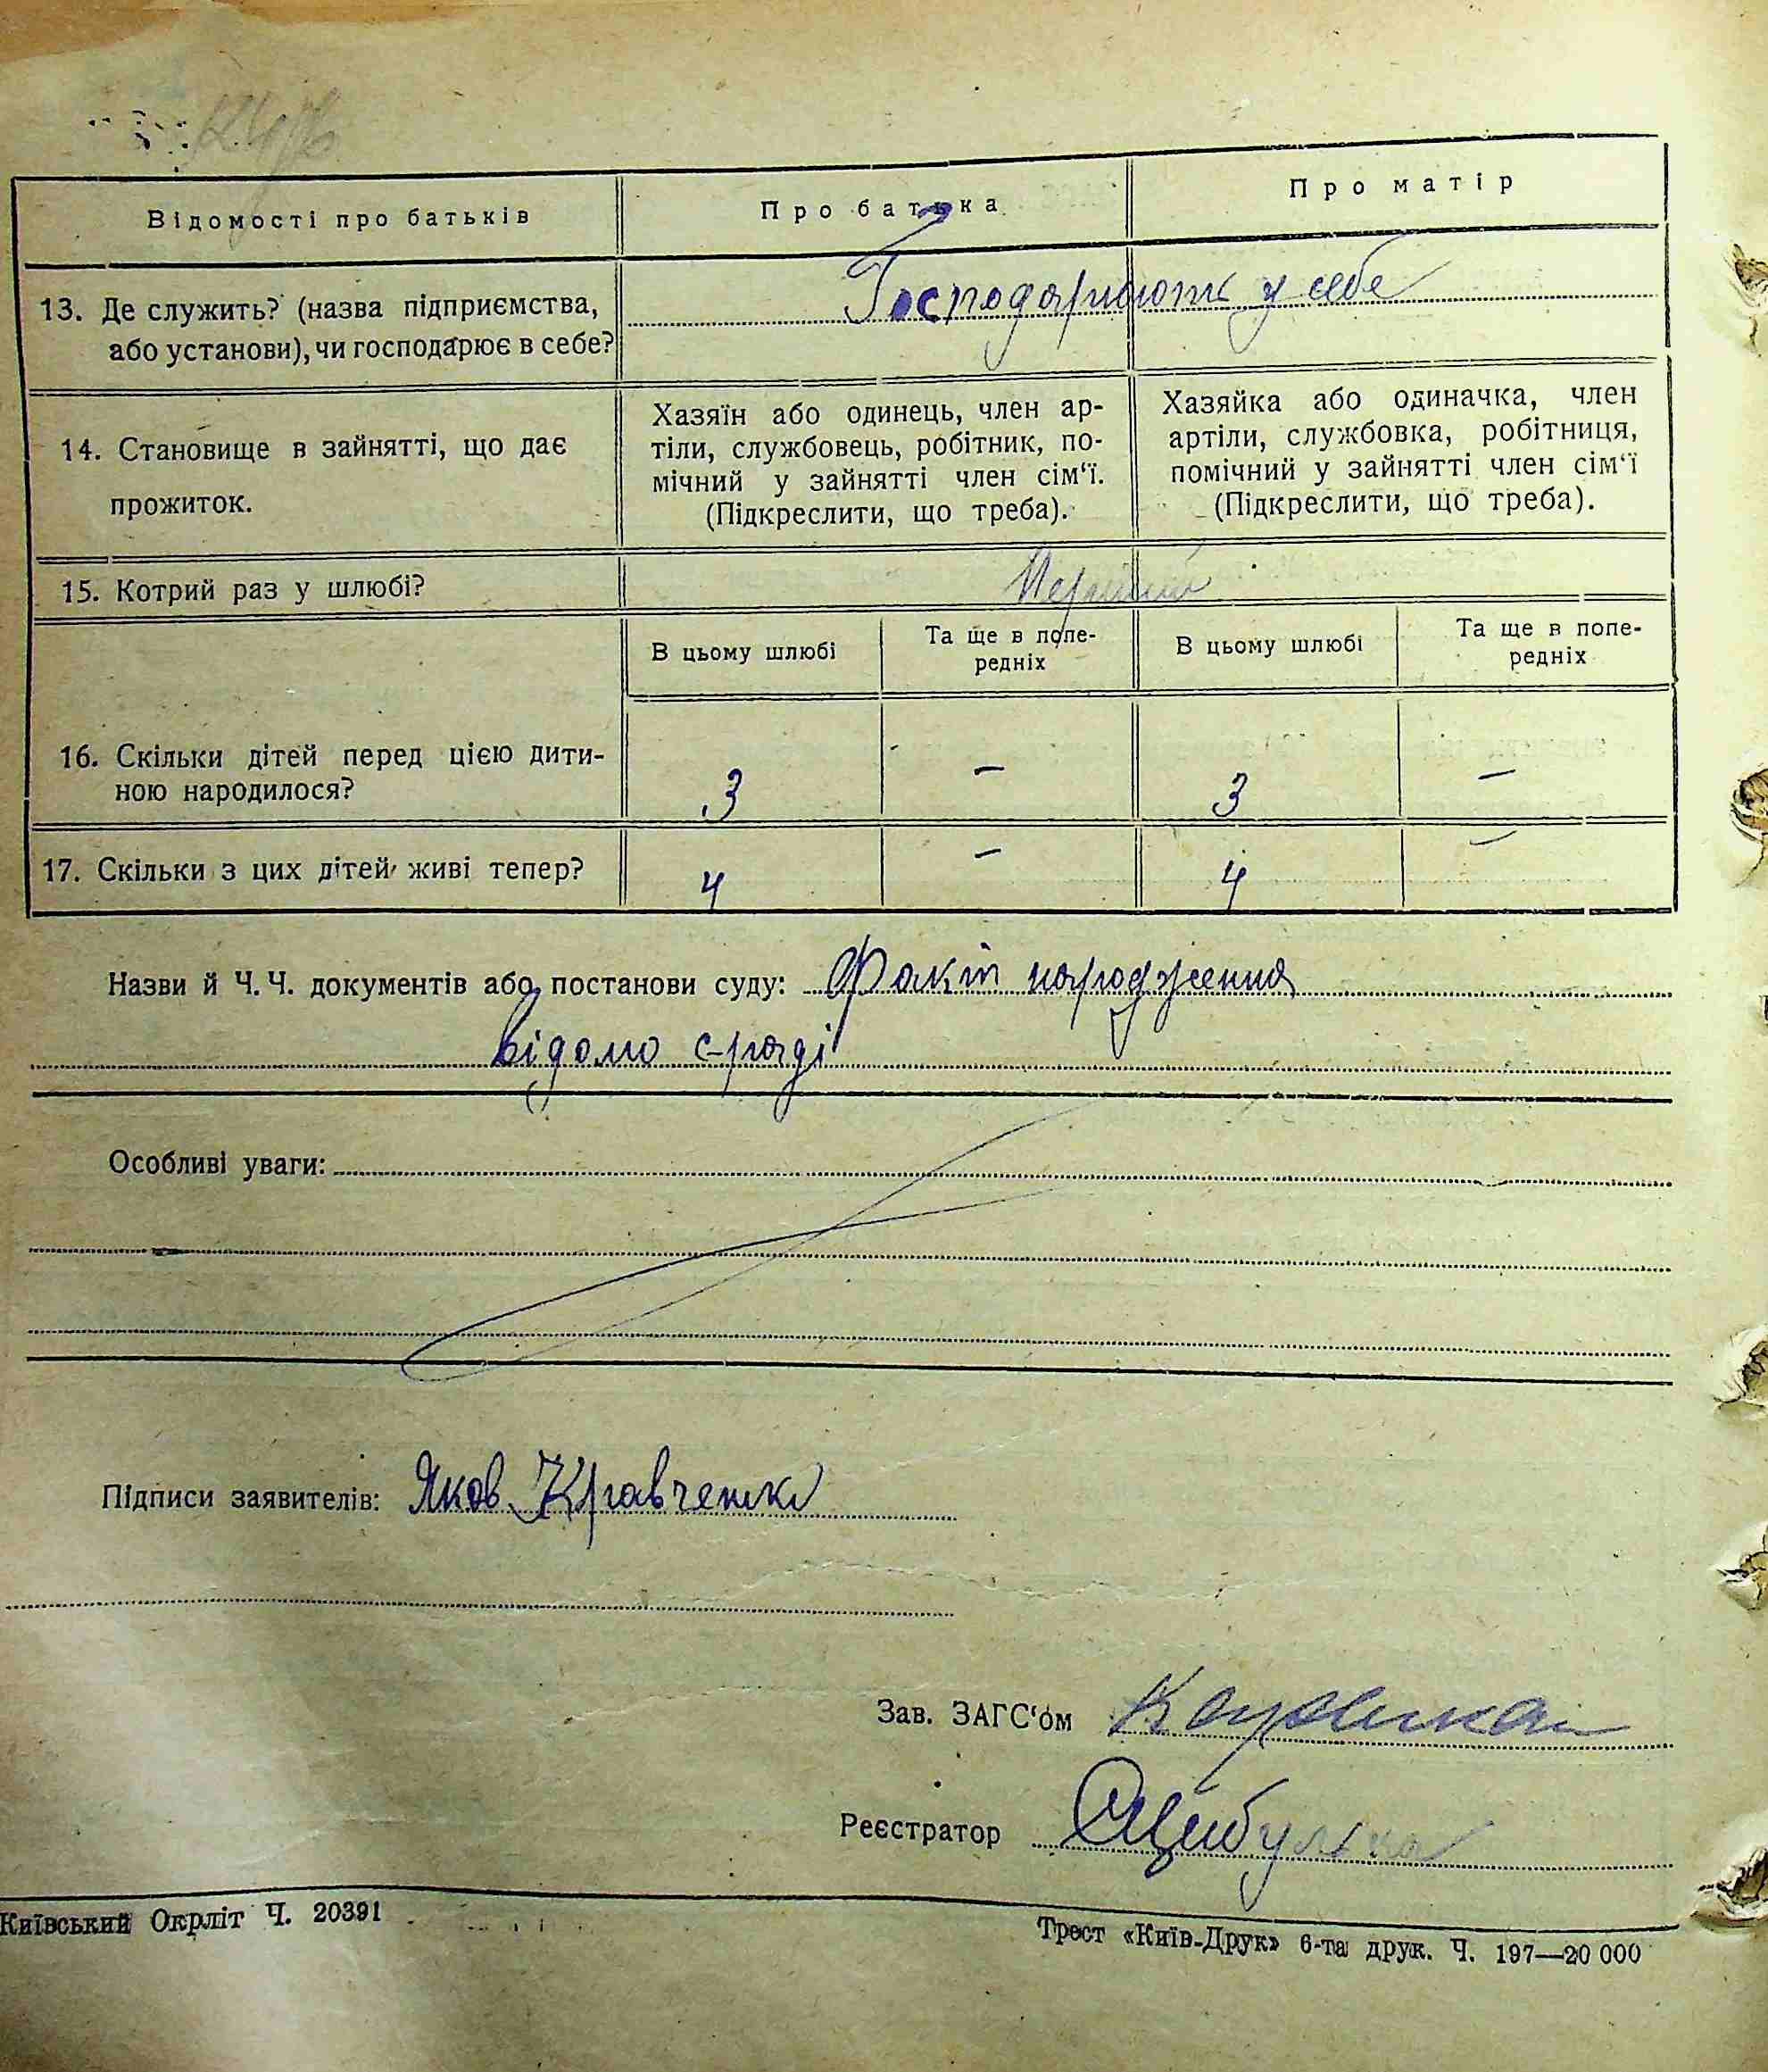 Відомості про батьків
Про батька
Про матір
13. Де служить? (назва підприємства,
або установи), чи господарює в себе?
Господарюють у себе
14. Становище в зайнятті, що дає
прожиток.
Хазяїн або одинець, член ар-
тіли, службовець, робітник, по-
мічний у зайнятті член сім‘ї.
(Підкреслити, що треба).
Хазяйка або одиначка, член
артіли, службовка, робітниця,
помічний у зайнятті член сім‘ї
(Підкреслити, що треба).
15. Котрий раз у шлюбі?
Перший
В цьому шлюбі
Та ще в попе-
редніх
В цьому шлюбі
Та ще в попе-
редніх
16. Скільки дітей перед цією дити-
ною народилося?
3 — 3 —
17. Скільки з цих дітей живі тепер?
4 — 4 —
Назви й Ч. Ч. документів або постанови суду: Факт народження
відомо с-раді
Особливі уваги:
Підписи заявителів: Яков Кравченко
Зав. ЗАГС‘ом
Реєстратор
Київський Окрліт Ч. 20391
Трест «Київ-Друк» 6-та друк. Ч. 197—20 000